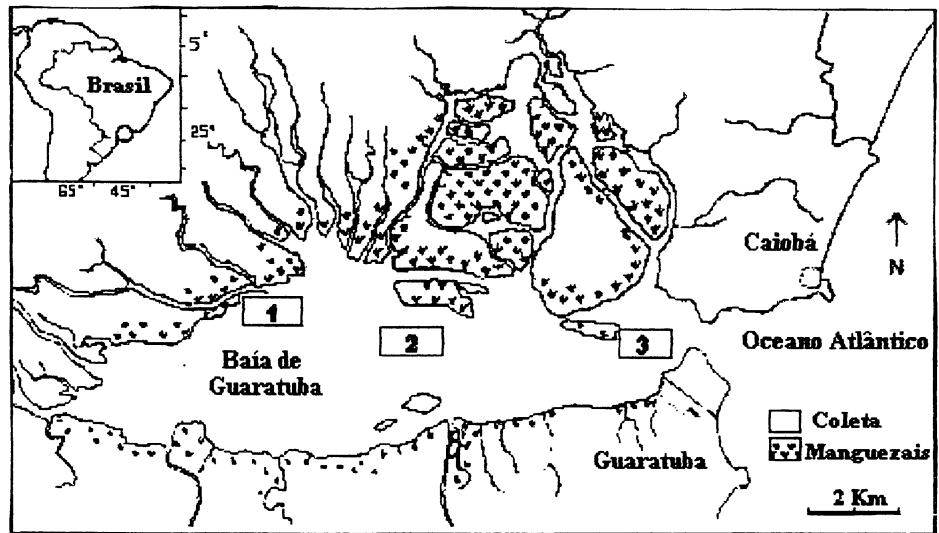 Brasil
5°
25°
65° 45°
Caiobá
N
1
2
3
Baía de
Guaratuba
Oceano Atlântico
Coleta
Manguezais
Guaratuba
2 Km